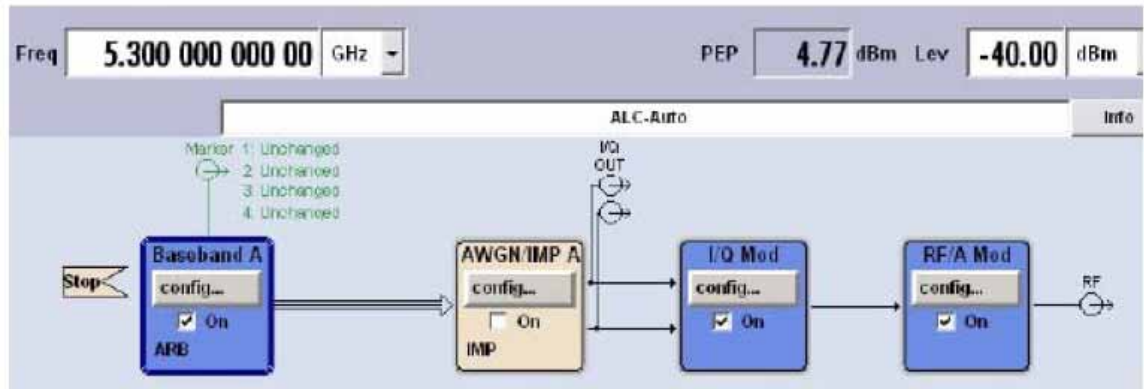 Freq 5.300 000 000 00 GHz PEP 4.77 dBm Lev -40.00 dBm
ALC-Auto Info
Marker 1: Unchanged
2: Unchanged
3: Unchanged
4: Unchanged
I/Q
OUT
Baseband A AWGN/IMP A I/Q Mod RF/A Mod
Stop config... config... config... config... RF
On On On On
ARB IMP